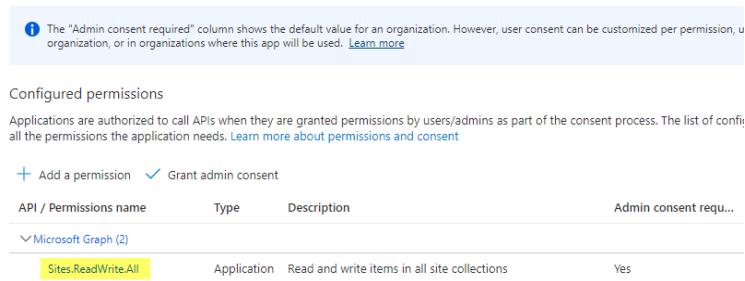 The "Admin consent required" column shows the default value for an organization. However, user consent can be customized per permission, u
organization, or in organizations where this app will be used. Learn more
Configured permissions
Applications are authorized to call APIs when they are granted permissions by users/admins as part of the consent process. The list of config
all the permissions the application needs. Learn more about permissions and consent
Add a permission Grant admin consent
API / Permissions name Type Description Admin consent requ...
Microsoft Graph (2)
Sites.ReadWrite.All Application Read and write items in all site collections Yes